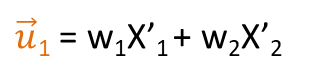 u⃗₁ = w₁X’₁ + w₂X’₂